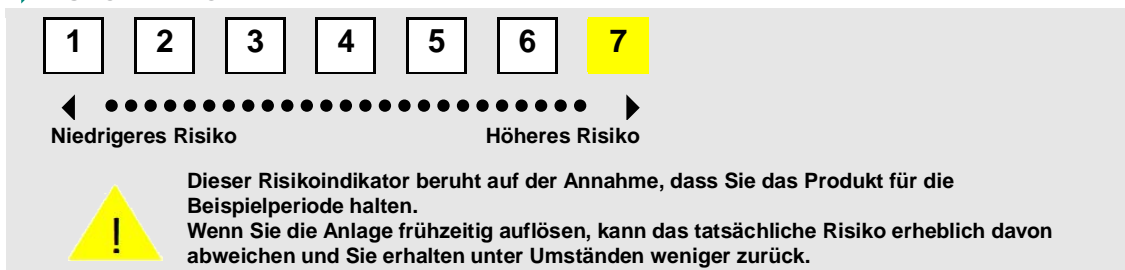 1 2 3 4 5 6 7
Niedrigeres Risiko Höheres Risiko
Dieser Risikoindikator beruht auf der Annahme, dass Sie das Produkt für die
Beispielperiode halten.
Wenn Sie die Anlage frühzeitig auflösen, kann das tatsächliche Risiko erheblich davon
abweichen und Sie erhalten unter Umständen weniger zurück.
!